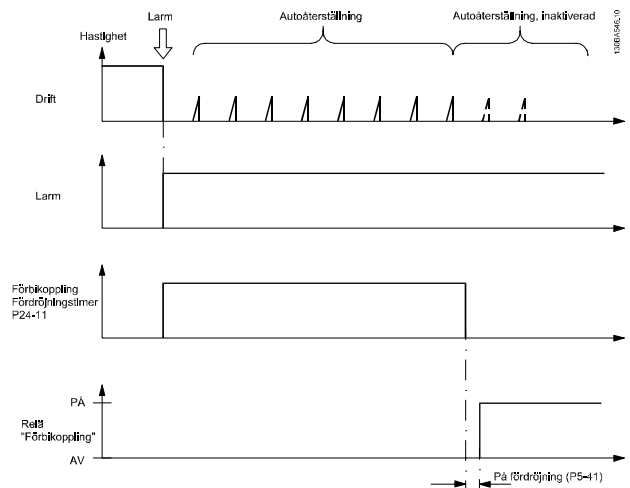 Larm
Autoåterställning
Autoåterställning, inaktiverad
130BA546.10
Hastighet
Drift
Larm
Förbikoppling
Fördröjningstimer
P24-11
PÅ
Relä
"Förbikoppling"
AV
På fördröjning (P5-41)